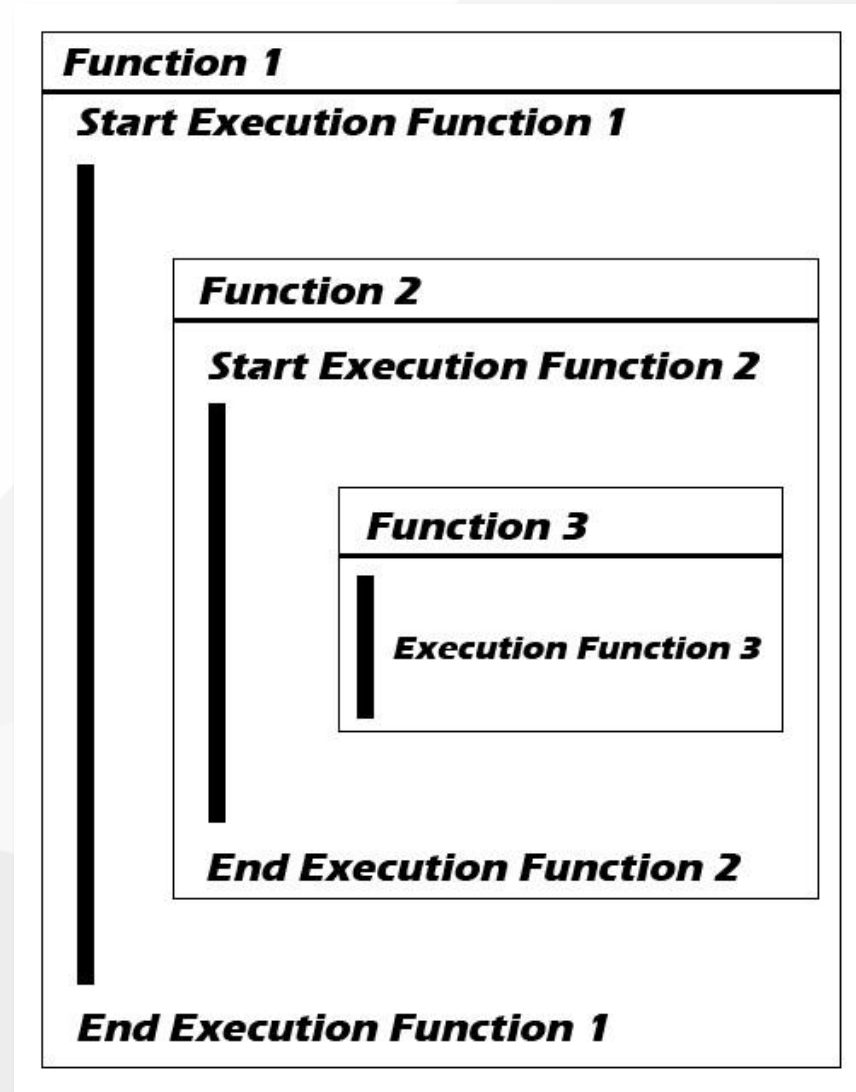 Function 1
Start Execution Function 1
Function 2
Start Execution Function 2
Function 3
Execution Function 3
End Execution Function 2
End Execution Function 1